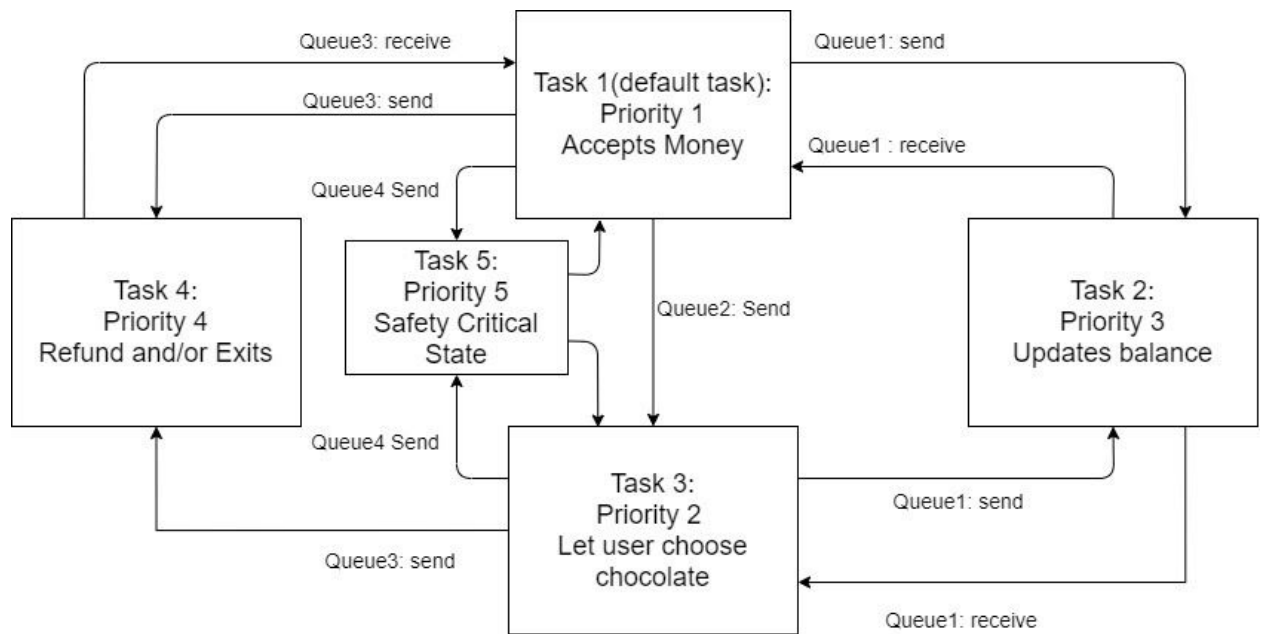 Queue3: receive
Queue1: send
Task 1(default task):
Priority 1
Accepts Money
Queue3: send
Queue1 : receive
Queue4 Send
Task 4:
Priority 4
Refund and/or Exits
Task 5:
Priority 5
Safety Critical
State
Queue2: Send
Task 2:
Priority 3
Updates balance
Queue4 Send
Task 3:
Priority 2
Let user choose
chocolate
Queue1: send
Queue3: send
Queue1: receive